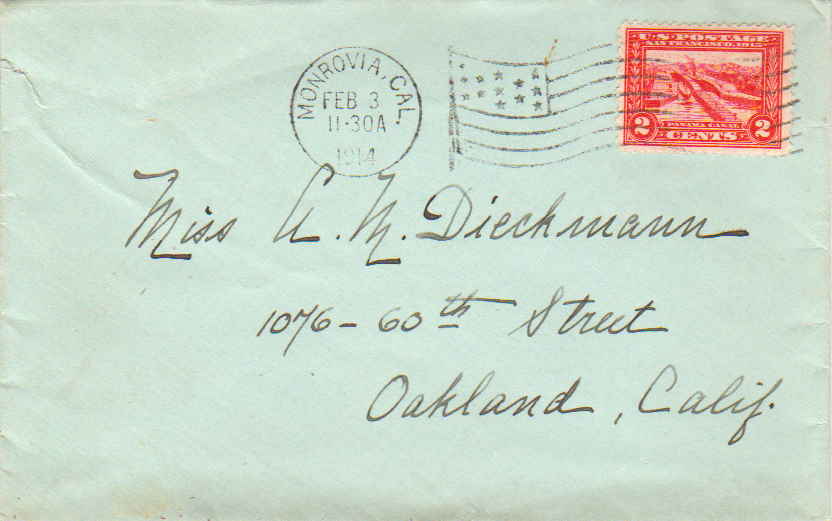 MONROVIA, CAL.
FEB 3
11-30A
1914
U.S. POSTAGE
SAN FRANCISCO, 1915
PANAMA CANAL
2 CENTS 2
Miss A. M. Dieckmann
1076 - 60th Street
Oakland, Calif.